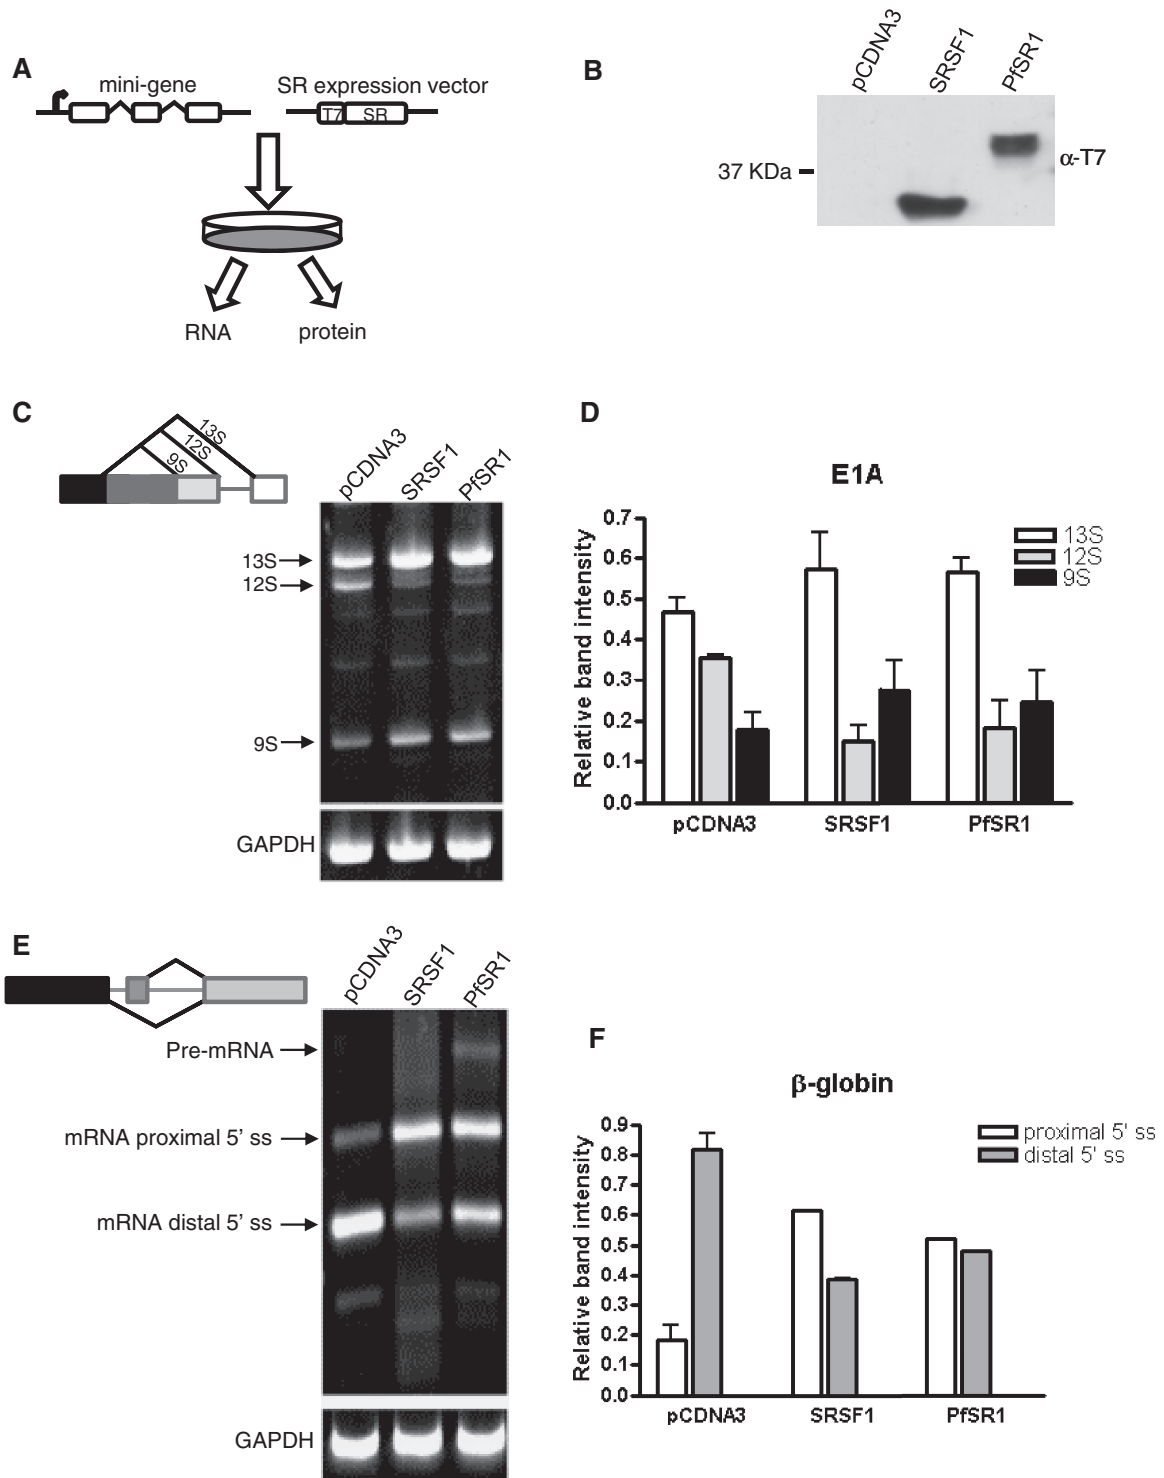 A
mini-gene
SR expression vector
T7
SR
RNA
protein
B
pCDNA3
SRSF1
PfSR1
37 KDa
α-T7
C
13S
12S
9S
pCDNA3
SRSF1
PfSR1
13S
12S
9S
GAPDH
D
E1A
Relative band intensity
0.7
0.6
0.5
0.4
0.3
0.2
0.1
0.0
13S
12S
9S
pCDNA3
SRSF1
PfSR1
E
pCDNA3
SRSF1
PfSR1
Pre-mRNA
mRNA proximal 5' ss
mRNA distal 5' ss
GAPDH
F
β-globin
Relative band intensity
0.9
0.8
0.7
0.6
0.5
0.4
0.3
0.2
0.1
0.0
proximal 5' ss
distal 5' ss
pCDNA3
SRSF1
PfSR1